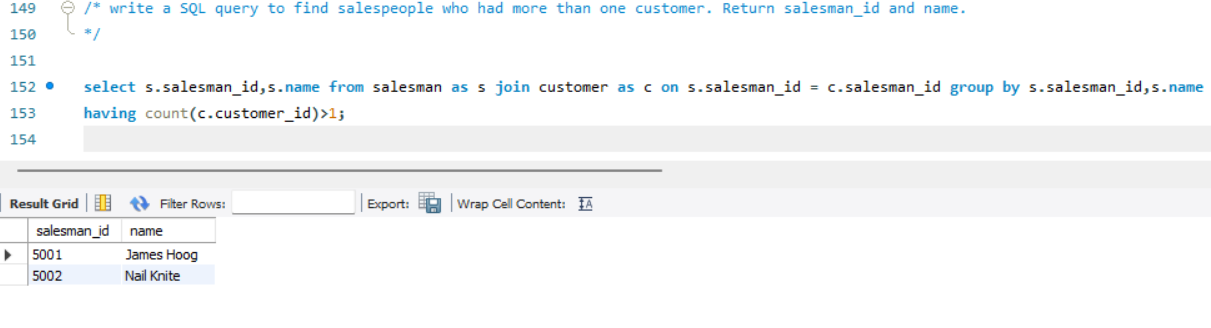 149 /* write a SQL query to find salespeople who had more than one customer. Return salesman_id and name.
150 */
151
152 select s.salesman_id,s.name from salesman as s join customer as c on s.salesman_id = c.salesman_id group by s.salesman_id,s.name
153 having count(c.customer_id)>1;
154
Result Grid Filter Rows: Export: Wrap Cell Content: IA
salesman_id name
5001 James Hoog
5002 Nail Knite